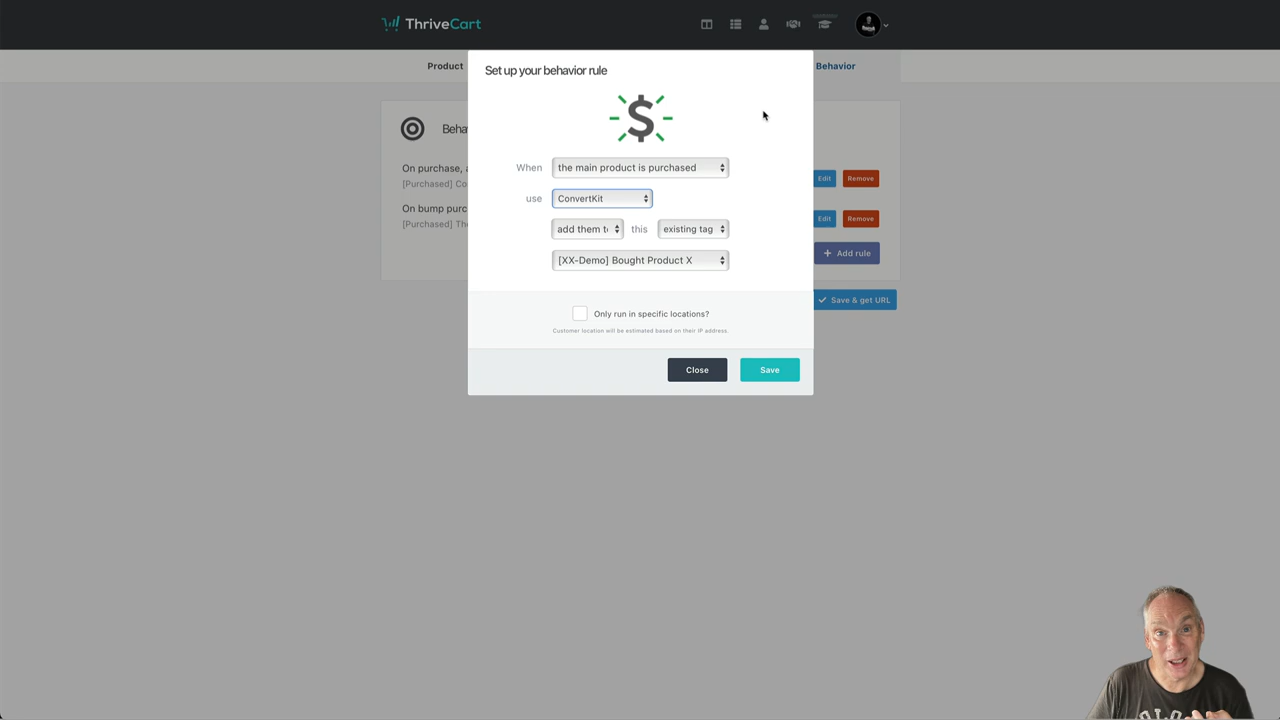 ThriveCart
Set up your behavior rule
Product
Behavior
$
Beha
When the main product is purchased
On purchase, a
[Purchased] Co
Edit Remove
use ConvertKit
On bump purc
[Purchased] The
Edit Remove
add them t this existing tag
+ Add rule
[XX-Demo] Bought Product X
Save & get URL
Only run in specific locations?
Customer location will be estimated based on their IP address.
Close Save